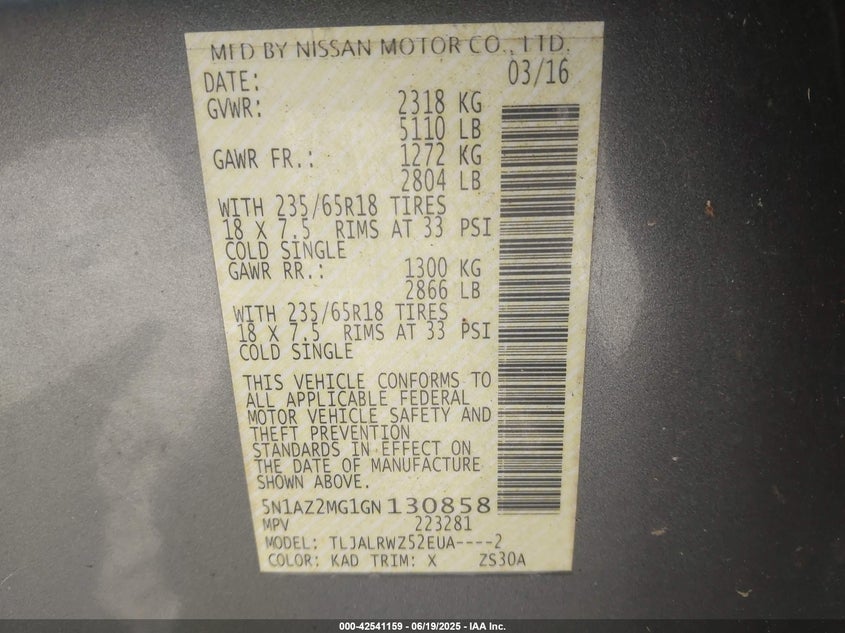 MFD BY NISSAN MOTOR CO., LTD.
DATE: 03/16
GVWR: 2318 KG
5110 LB
GAWR FR.: 1272 KG
2804 LB
WITH 235/65R18 TIRES
18 X 7.5 RIMS AT 33 PSI
COLD SINGLE
GAWR RR.: 1300 KG
2866 LB
WITH 235/65R18 TIRES
18 X 7.5 RIMS AT 33 PSI
COLD SINGLE
THIS VEHICLE CONFORMS TO
ALL APPLICABLE FEDERAL
MOTOR VEHICLE SAFETY AND
THEFT PREVENTION
STANDARDS IN EFFECT ON
THE DATE OF MANUFACTURE
SHOWN ABOVE.
5N1AZ2MG1GN130858
MPV 223281
MODEL: TLJALRWZ52EUA----2
COLOR: KAD TRIM: X ZS30A
000-42541159 - 06/19/2025 - IAA Inc.